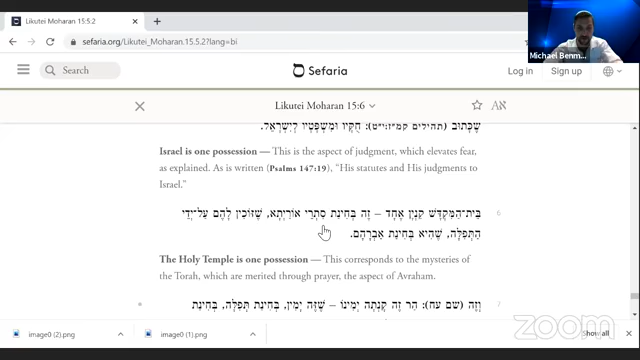 Likutei Moharan 15:5:2
sefaria.org/Likutei_Moharan.15.5.2?lang=bi
Michael Benm...
Search
Sefaria
Log in
Sign up
Likutei Moharan 15:6
שֶׁכָּתוּב (תהילים קמ״ז:י״ט): חֻקָּיו וּמִשְׁפָּטָיו לְיִשְׂרָאֵל.
Israel is one possession — This is the aspect of judgment, which elevates fear,
as explained. As is written (Psalms 147:19), “His statutes and His judgments to
Israel.”
6
בֵּית־הַמִּקְדָּשׁ קִנְיָן אֶחָד – זֶה בְּחִינַת סִתְרֵי אוֹרַיְתָא, שֶׁזּוֹכִין לָהֶם עַל־יְדֵי
הַתְּפִלָּה, שֶׁהִיא בְּחִינַת אַבְרָהָם.
The Holy Temple is one possession — This corresponds to the mysteries of
the Torah, which are merited through prayer, the aspect of Avraham.
7
וְזֶה (שם עח): הַר זֶה קָנְתָה יְמִינוֹ – שֶׁזֶּה יָמִין, בְּחִינַת תְּפִלָּה, בְּחִינַת
image0 (2).png
image0 (1).png
Show all
zoom